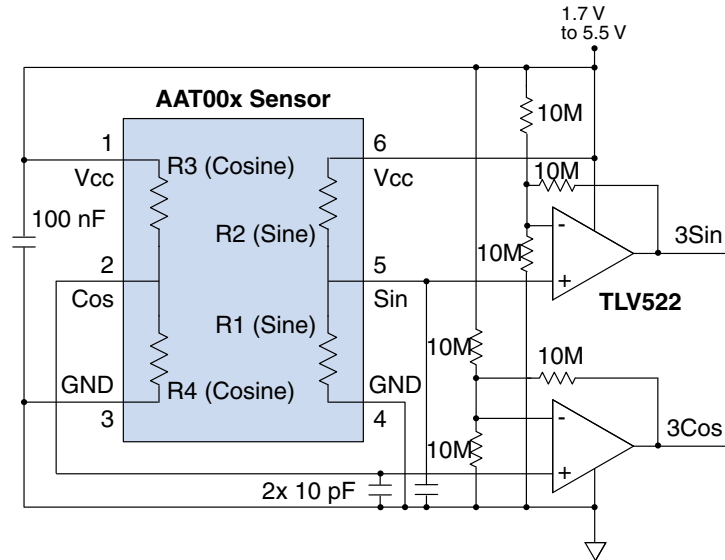 1.7 V
to 5.5 V
AAT00x Sensor
10M
1
6
R3 (Cosine)
Vcc
Vcc
10M
100 nF
R2 (Sine)
-
3Sin
10M
2
5
+
Cos
Sin
TLV522
R1 (Sine)
10M
10M
GND
GND
R4 (Cosine)
3
4
-
3Cos
10M
+
2x 10 pF